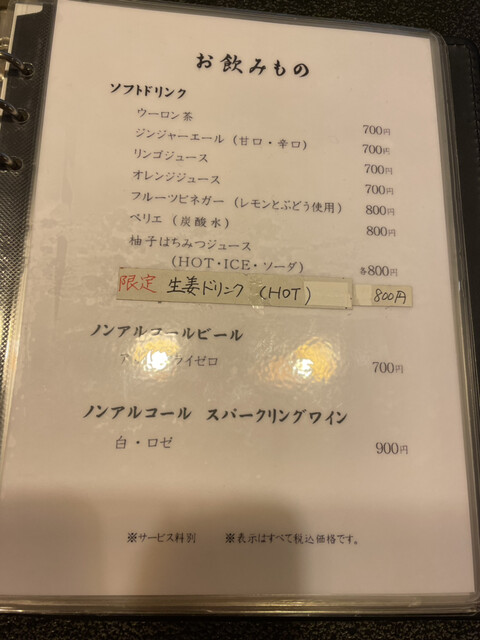 お飲みもの
ソフトドリンク
ウーロン茶 700円
ジンジャーエール（甘口・辛口） 700円
リンゴジュース 700円
オレンジジュース 700円
フルーツビネガー（レモンとぶどう使用） 800円
ペリエ（炭酸水） 800円
柚子はちみつジュース
（HOT・ICE・ソーダ） 各800円
限定 生姜ドリンク（HOT） 800円
ノンアルコールビール
ライゼロ 700円
ノンアルコール スパークリングワイン
白・ロゼ 900円
※サービス料別 ※表示はすべて税込価格です。